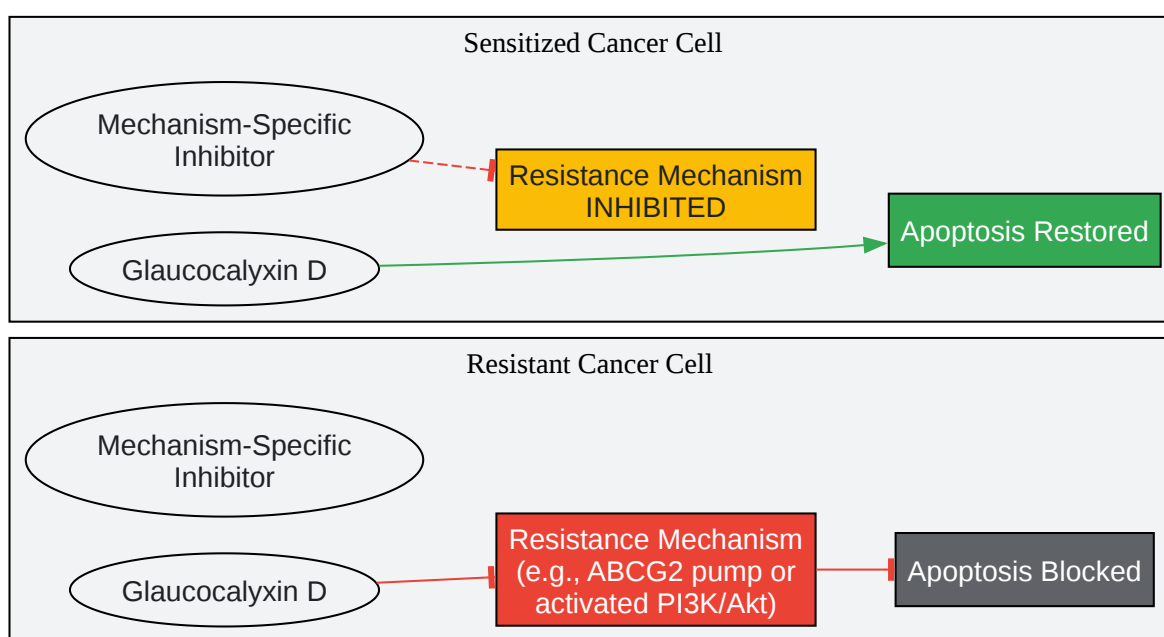 Sensitized Cancer Cell
Mechanism-Specific
Inhibitor
Resistance Mechanism
INHIBITED
Apoptosis Restored
Glaucocalyxin D
Resistant Cancer Cell
Mechanism-Specific
Inhibitor
Resistance Mechanism
(e.g., ABCG2 pump or
activated PI3K/Akt)
Apoptosis Blocked
Glaucocalyxin D